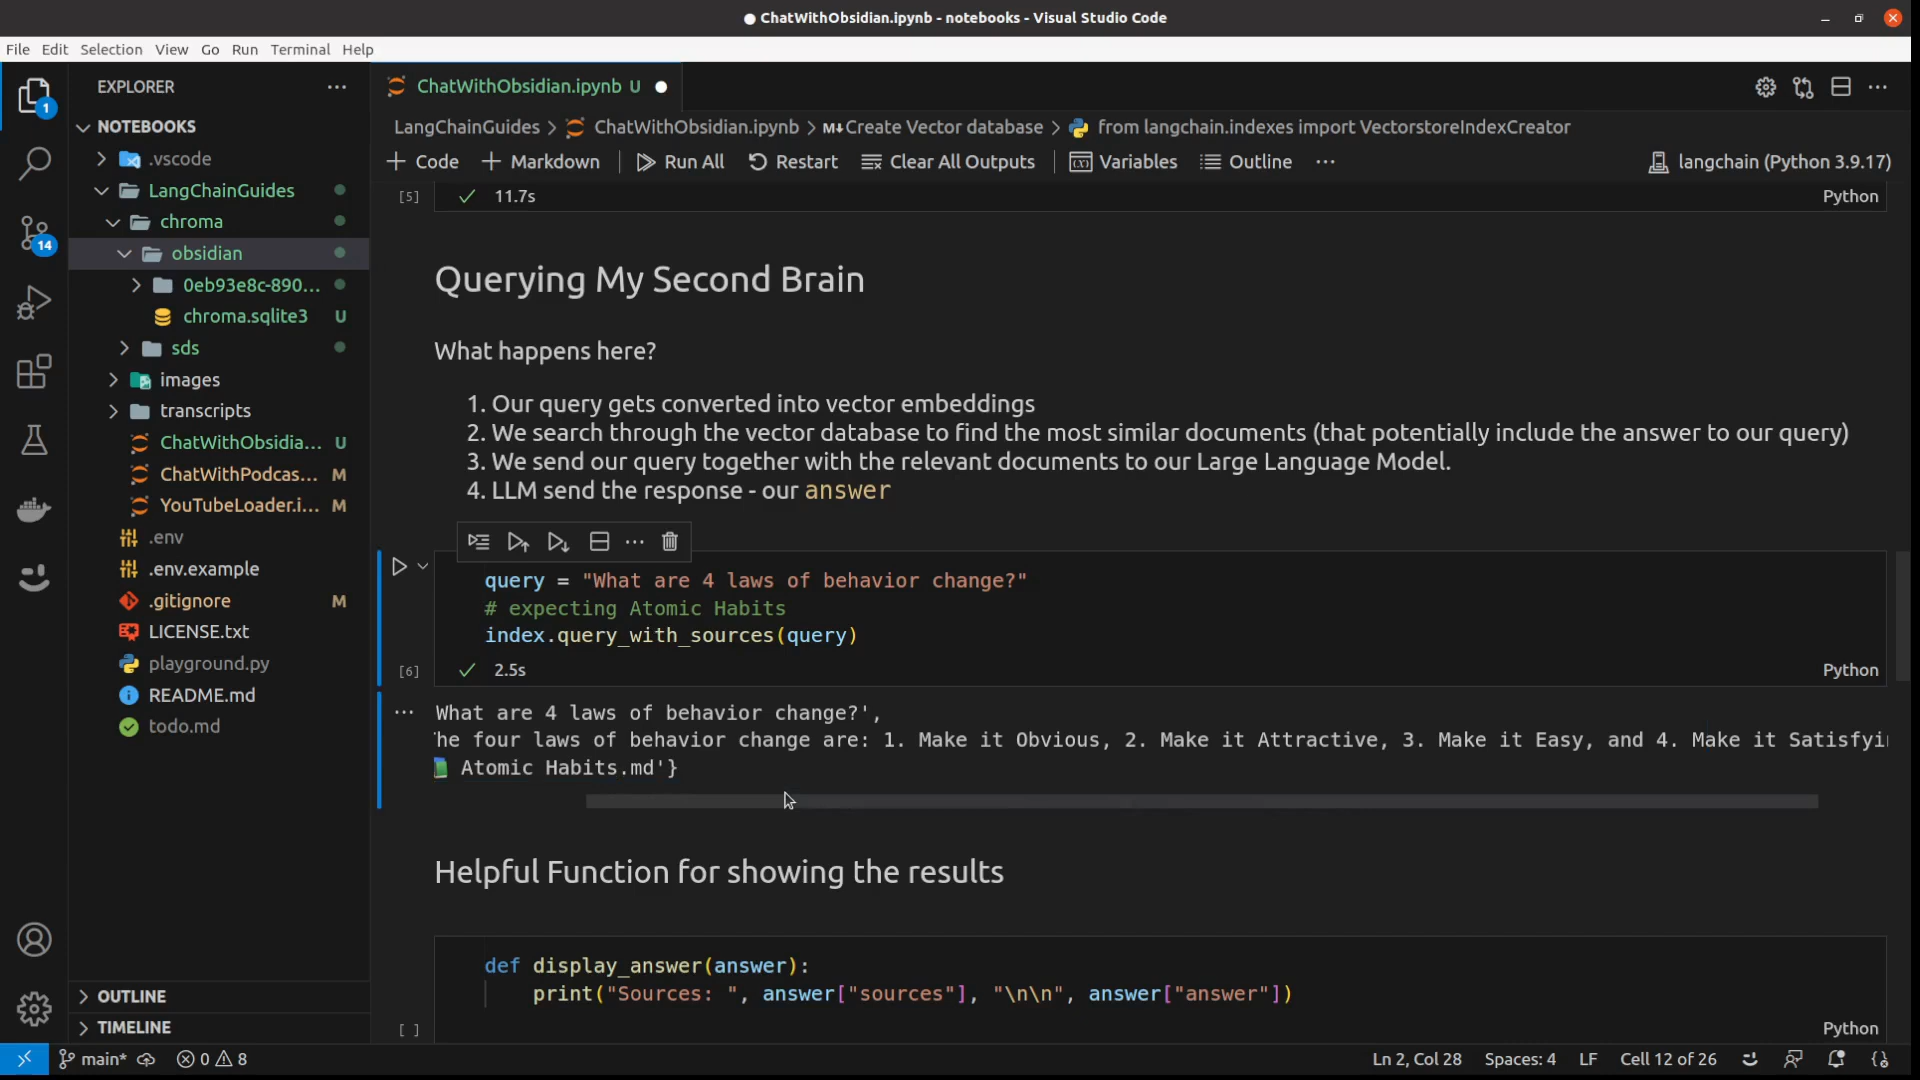 ChatWithObsidian.ipynb - notebooks - Visual Studio Code
File Edit Selection View Go Run Terminal Help
EXPLORER
NOTEBOOKS
.vscode
LangChainGuides
chroma
obsidian
0eb93e8c-890...
chroma.sqlite3 U
sds
images
transcripts
ChatWithObsidia... U
ChatWithPodcas... M
YouTubeLoader.i... M
.env
.env.example
.gitignore M
LICENSE.txt
playground.py
README.md
todo.md
OUTLINE
TIMELINE
1
14
ChatWithObsidian.ipynb U
LangChainGuides > ChatWithObsidian.ipynb > M↓Create Vector database > from langchain.indexes import VectorstoreIndexCreator
+ Code + Markdown Run All Restart Clear All Outputs Variables Outline ... langchain (Python 3.9.17)
[5] 11.7s Python
Querying My Second Brain
What happens here?
1. Our query gets converted into vector embeddings
2. We search through the vector database to find the most similar documents (that potentially include the answer to our query)
3. We send our query together with the relevant documents to our Large Language Model.
4. LLM send the response - our answer
query = "What are 4 laws of behavior change?"
# expecting Atomic Habits
index.query_with_sources(query)
[6] 2.5s Python
What are 4 laws of behavior change?',
he four laws of behavior change are: 1. Make it Obvious, 2. Make it Attractive, 3. Make it Easy, and 4. Make it Satisfyi
Atomic Habits.md'}
Helpful Function for showing the results
def display_answer(answer):
print("Sources: ", answer["sources"], "\n\n", answer["answer"])
[ ] Python
main* 0 8 Ln 2, Col 28 Spaces: 4 LF Cell 12 of 26